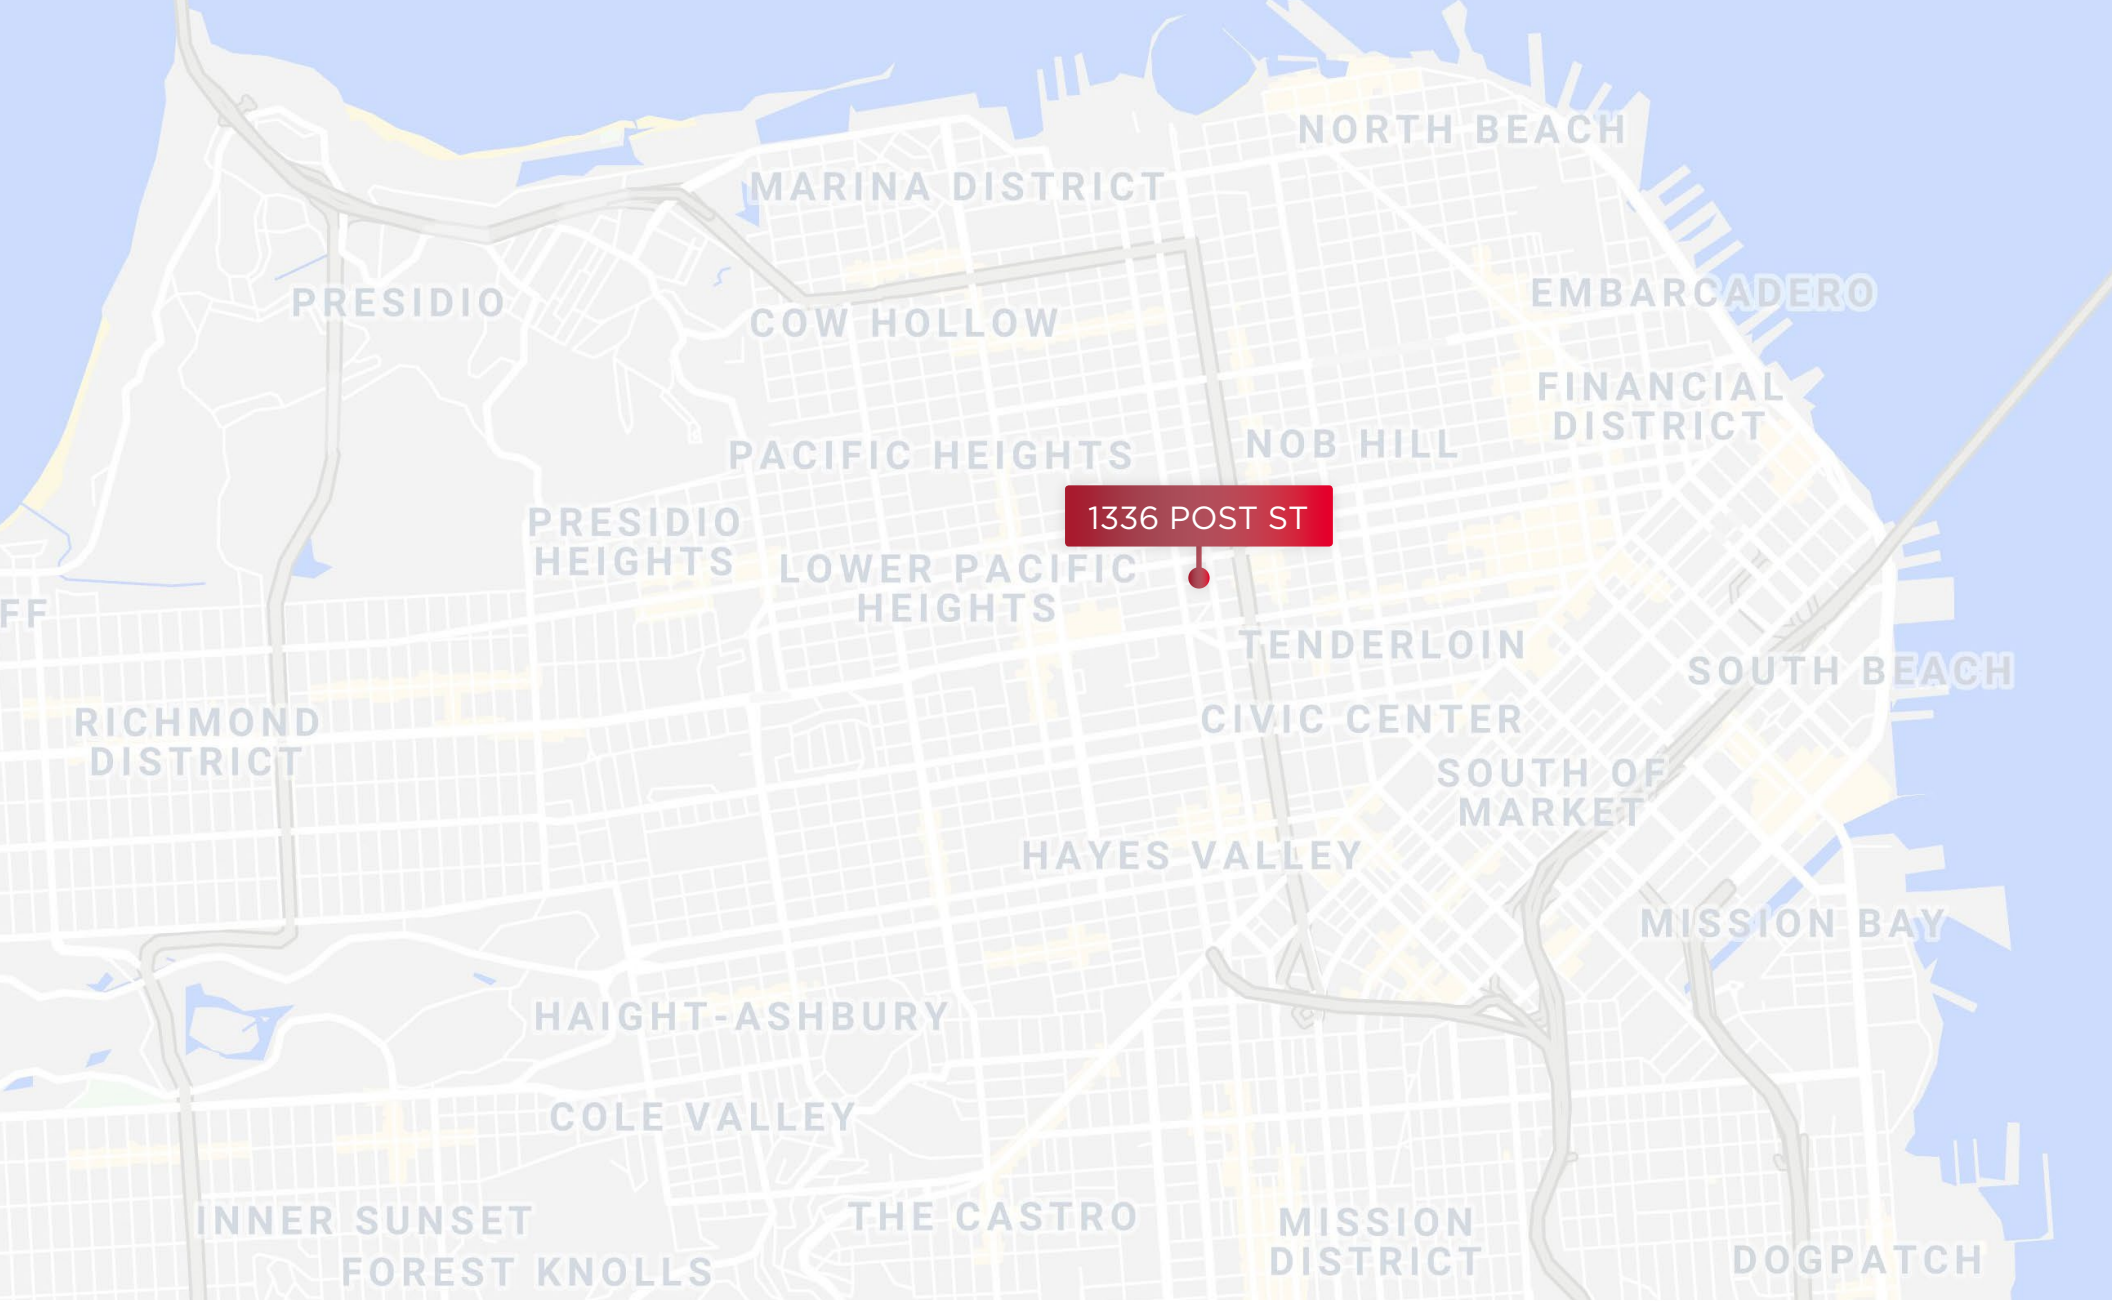 NORTH BEACH
MARINA DISTRICT
EMBARCADERO
PRESIDIO
COW HOLLOW
FINANCIAL
DISTRICT
NOB HILL
PACIFIC HEIGHTS
1336 POST ST
PRESIDIO
HEIGHTS
LOWER PACIFIC
HEIGHTS
FF
TENDERLOIN
SOUTH BEACH
RICHMOND
DISTRICT
CIVIC CENTER
SOUTH OF
MARKET
HAYES VALLEY
MISSION BAY
HAIGHT-ASHBURY
COLE VALLEY
INNER SUNSET
THE CASTRO
MISSION
DISTRICT
FOREST KNOLLS
DOGPATCH